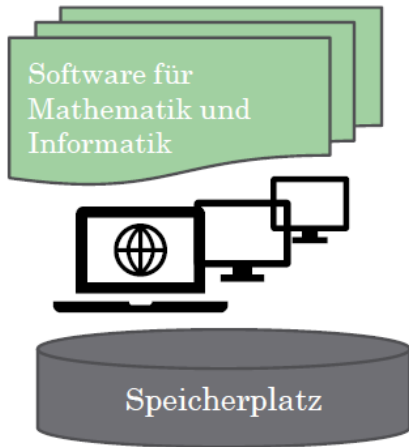 Software für
Mathematik und
Informatik
Speicherplatz